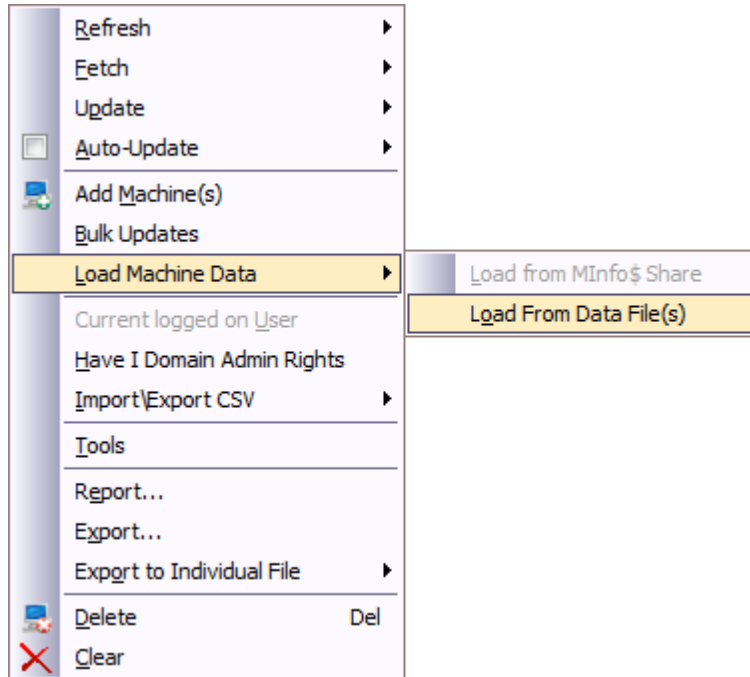 Refresh
Fetch
Update
Auto-Update
Add Machine(s)
Bulk Updates
Load Machine Data
Load from MInfo$ Share
Load From Data File(s)
Current logged on User
Have I Domain Admin Rights
Import\Export CSV
Tools
Report...
Export...
Export to Individual File
Delete Del
Clear